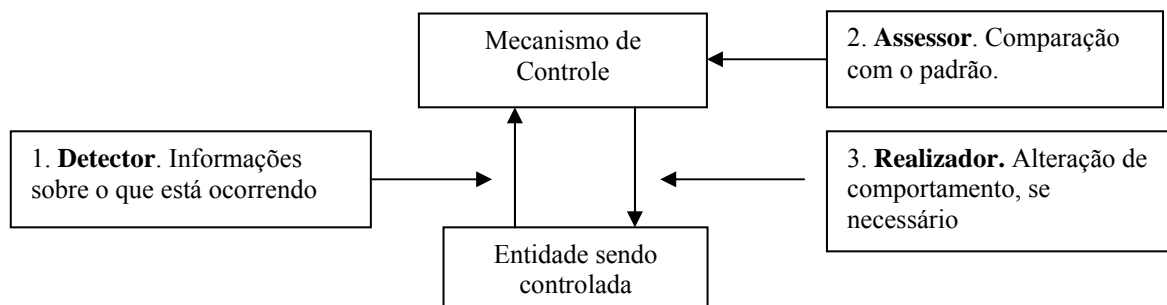 Mecanismo de
Controle
2. Assessor. Comparação
com o padrão.
1. Detector. Informações
sobre o que está ocorrendo
3. Realizador. Alteração de
comportamento, se
necessário
Entidade sendo
controlada